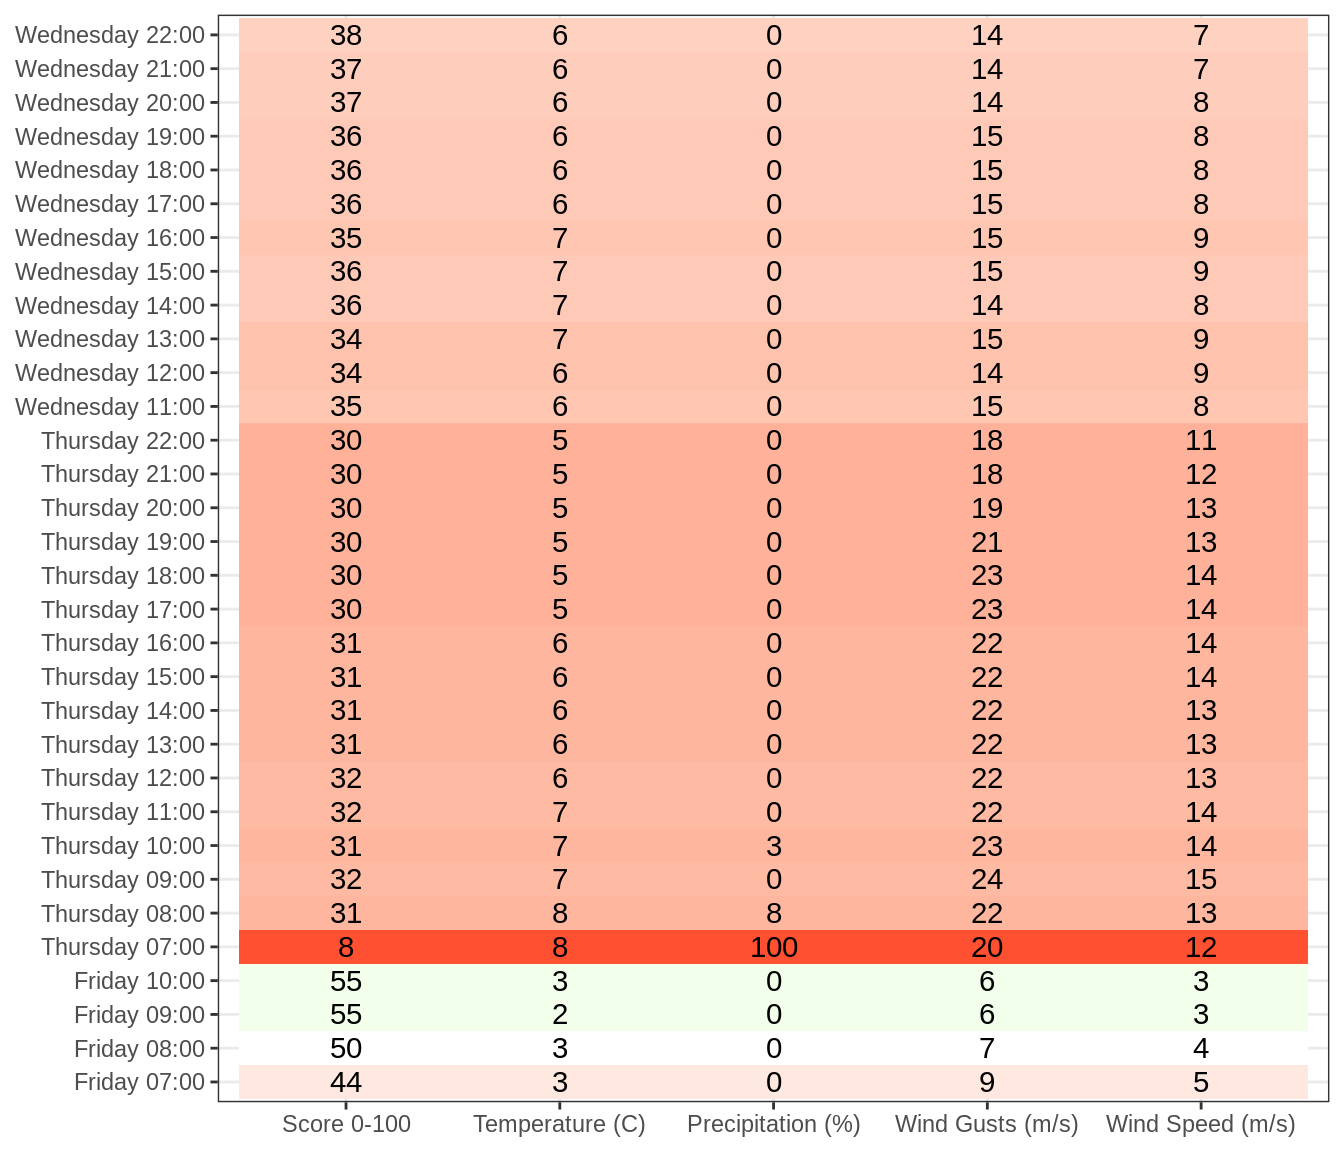 Wednesday 22:00 38 6 0 14 7
Wednesday 21:00 37 6 0 14 7
Wednesday 20:00 37 6 0 14 8
Wednesday 19:00 36 6 0 15 8
Wednesday 18:00 36 6 0 15 8
Wednesday 17:00 36 6 0 15 8
Wednesday 16:00 35 7 0 15 9
Wednesday 15:00 36 7 0 15 9
Wednesday 14:00 36 7 0 14 8
Wednesday 13:00 34 7 0 15 9
Wednesday 12:00 34 6 0 14 9
Wednesday 11:00 35 6 0 15 8
Thursday 22:00 30 5 0 18 11
Thursday 21:00 30 5 0 18 12
Thursday 20:00 30 5 0 19 13
Thursday 19:00 30 5 0 21 13
Thursday 18:00 30 5 0 23 14
Thursday 17:00 30 5 0 23 14
Thursday 16:00 31 6 0 22 14
Thursday 15:00 31 6 0 22 14
Thursday 14:00 31 6 0 22 13
Thursday 13:00 31 6 0 22 13
Thursday 12:00 32 6 0 22 13
Thursday 11:00 32 7 0 22 14
Thursday 10:00 31 7 3 23 14
Thursday 09:00 32 7 0 24 15
Thursday 08:00 31 8 8 22 13
Thursday 07:00 8 8 100 20 12
Friday 10:00 55 3 0 6 3
Friday 09:00 55 2 0 6 3
Friday 08:00 50 3 0 7 4
Friday 07:00 44 3 0 9 5
Score 0-100 Temperature (C) Precipitation (%) Wind Gusts (m/s) Wind Speed (m/s)